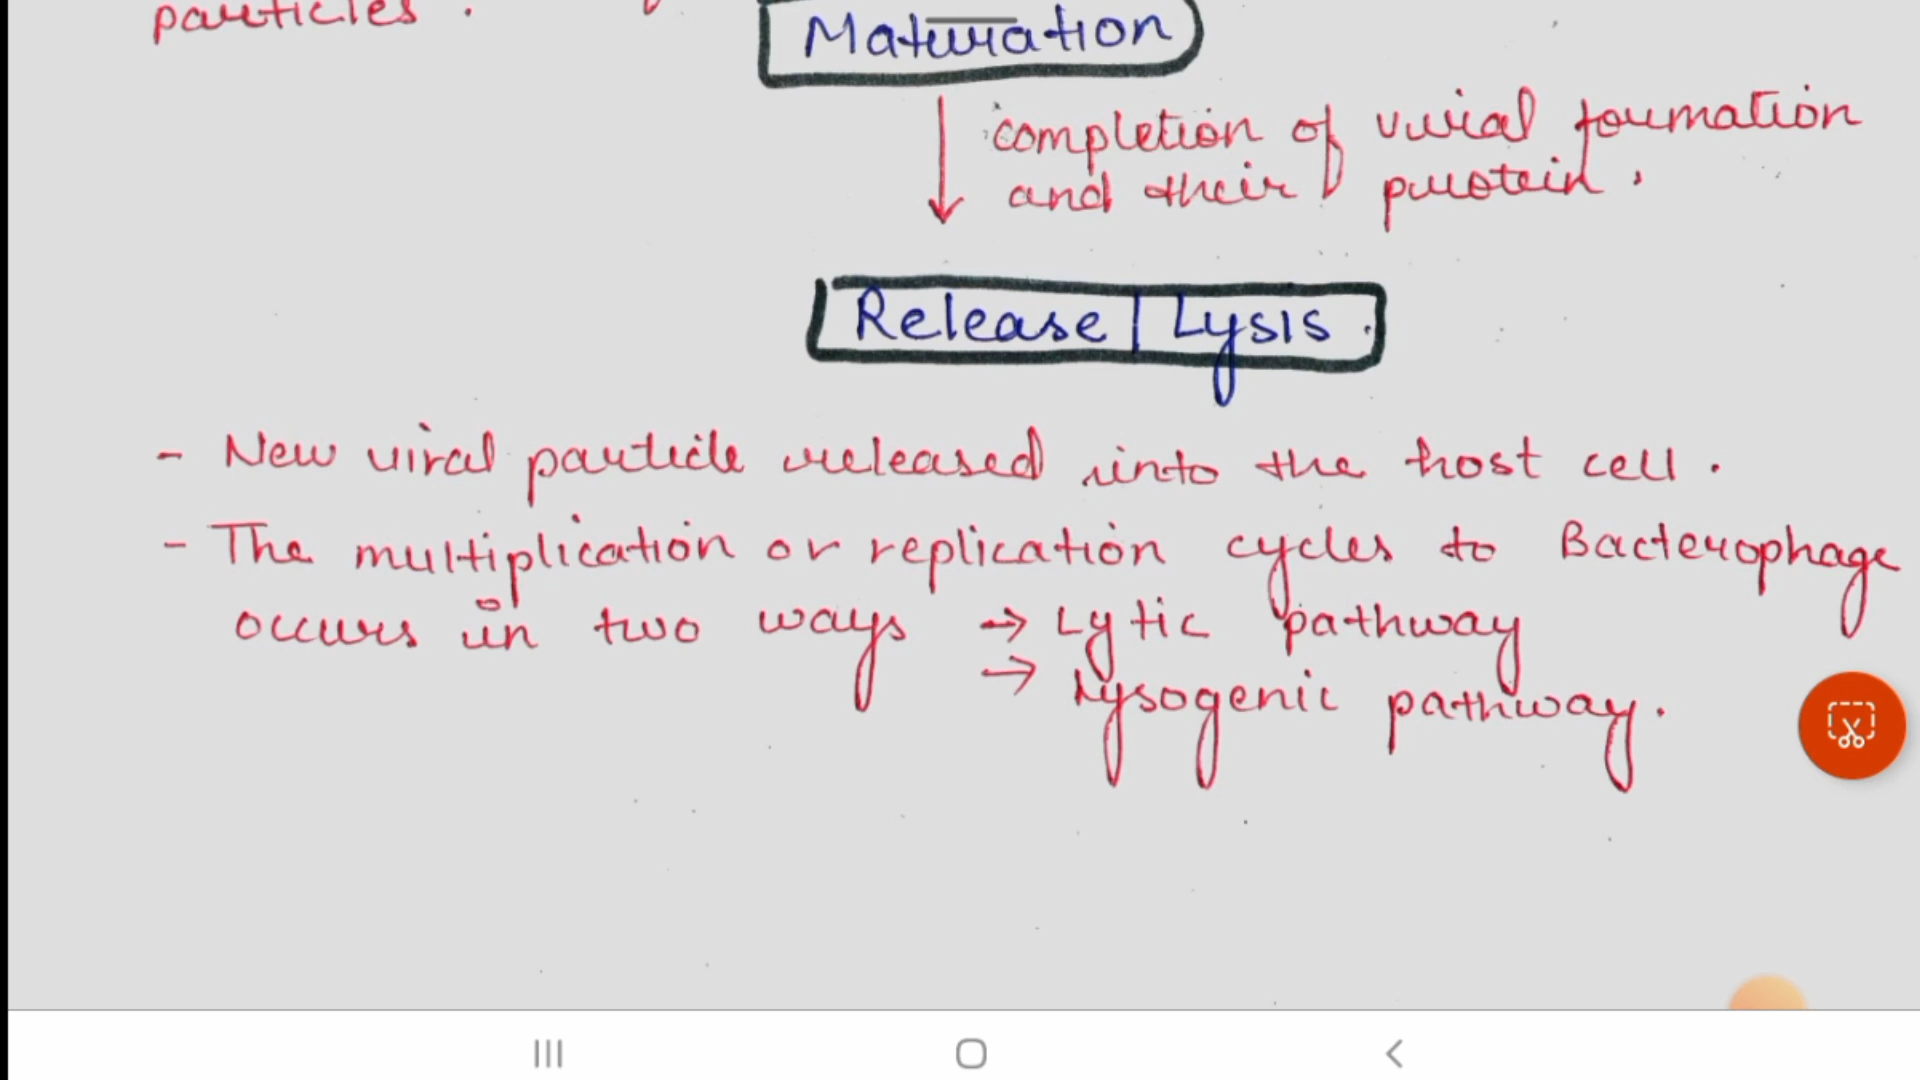 particles.
Maturation
completion of viral formation
and their protein.
Release | Lysis.
- New viral particle released into the host cell.
- The multiplication or replication cycles to Bacterophage
occurs in two ways → Lytic pathway
→ Lysogenic pathway.